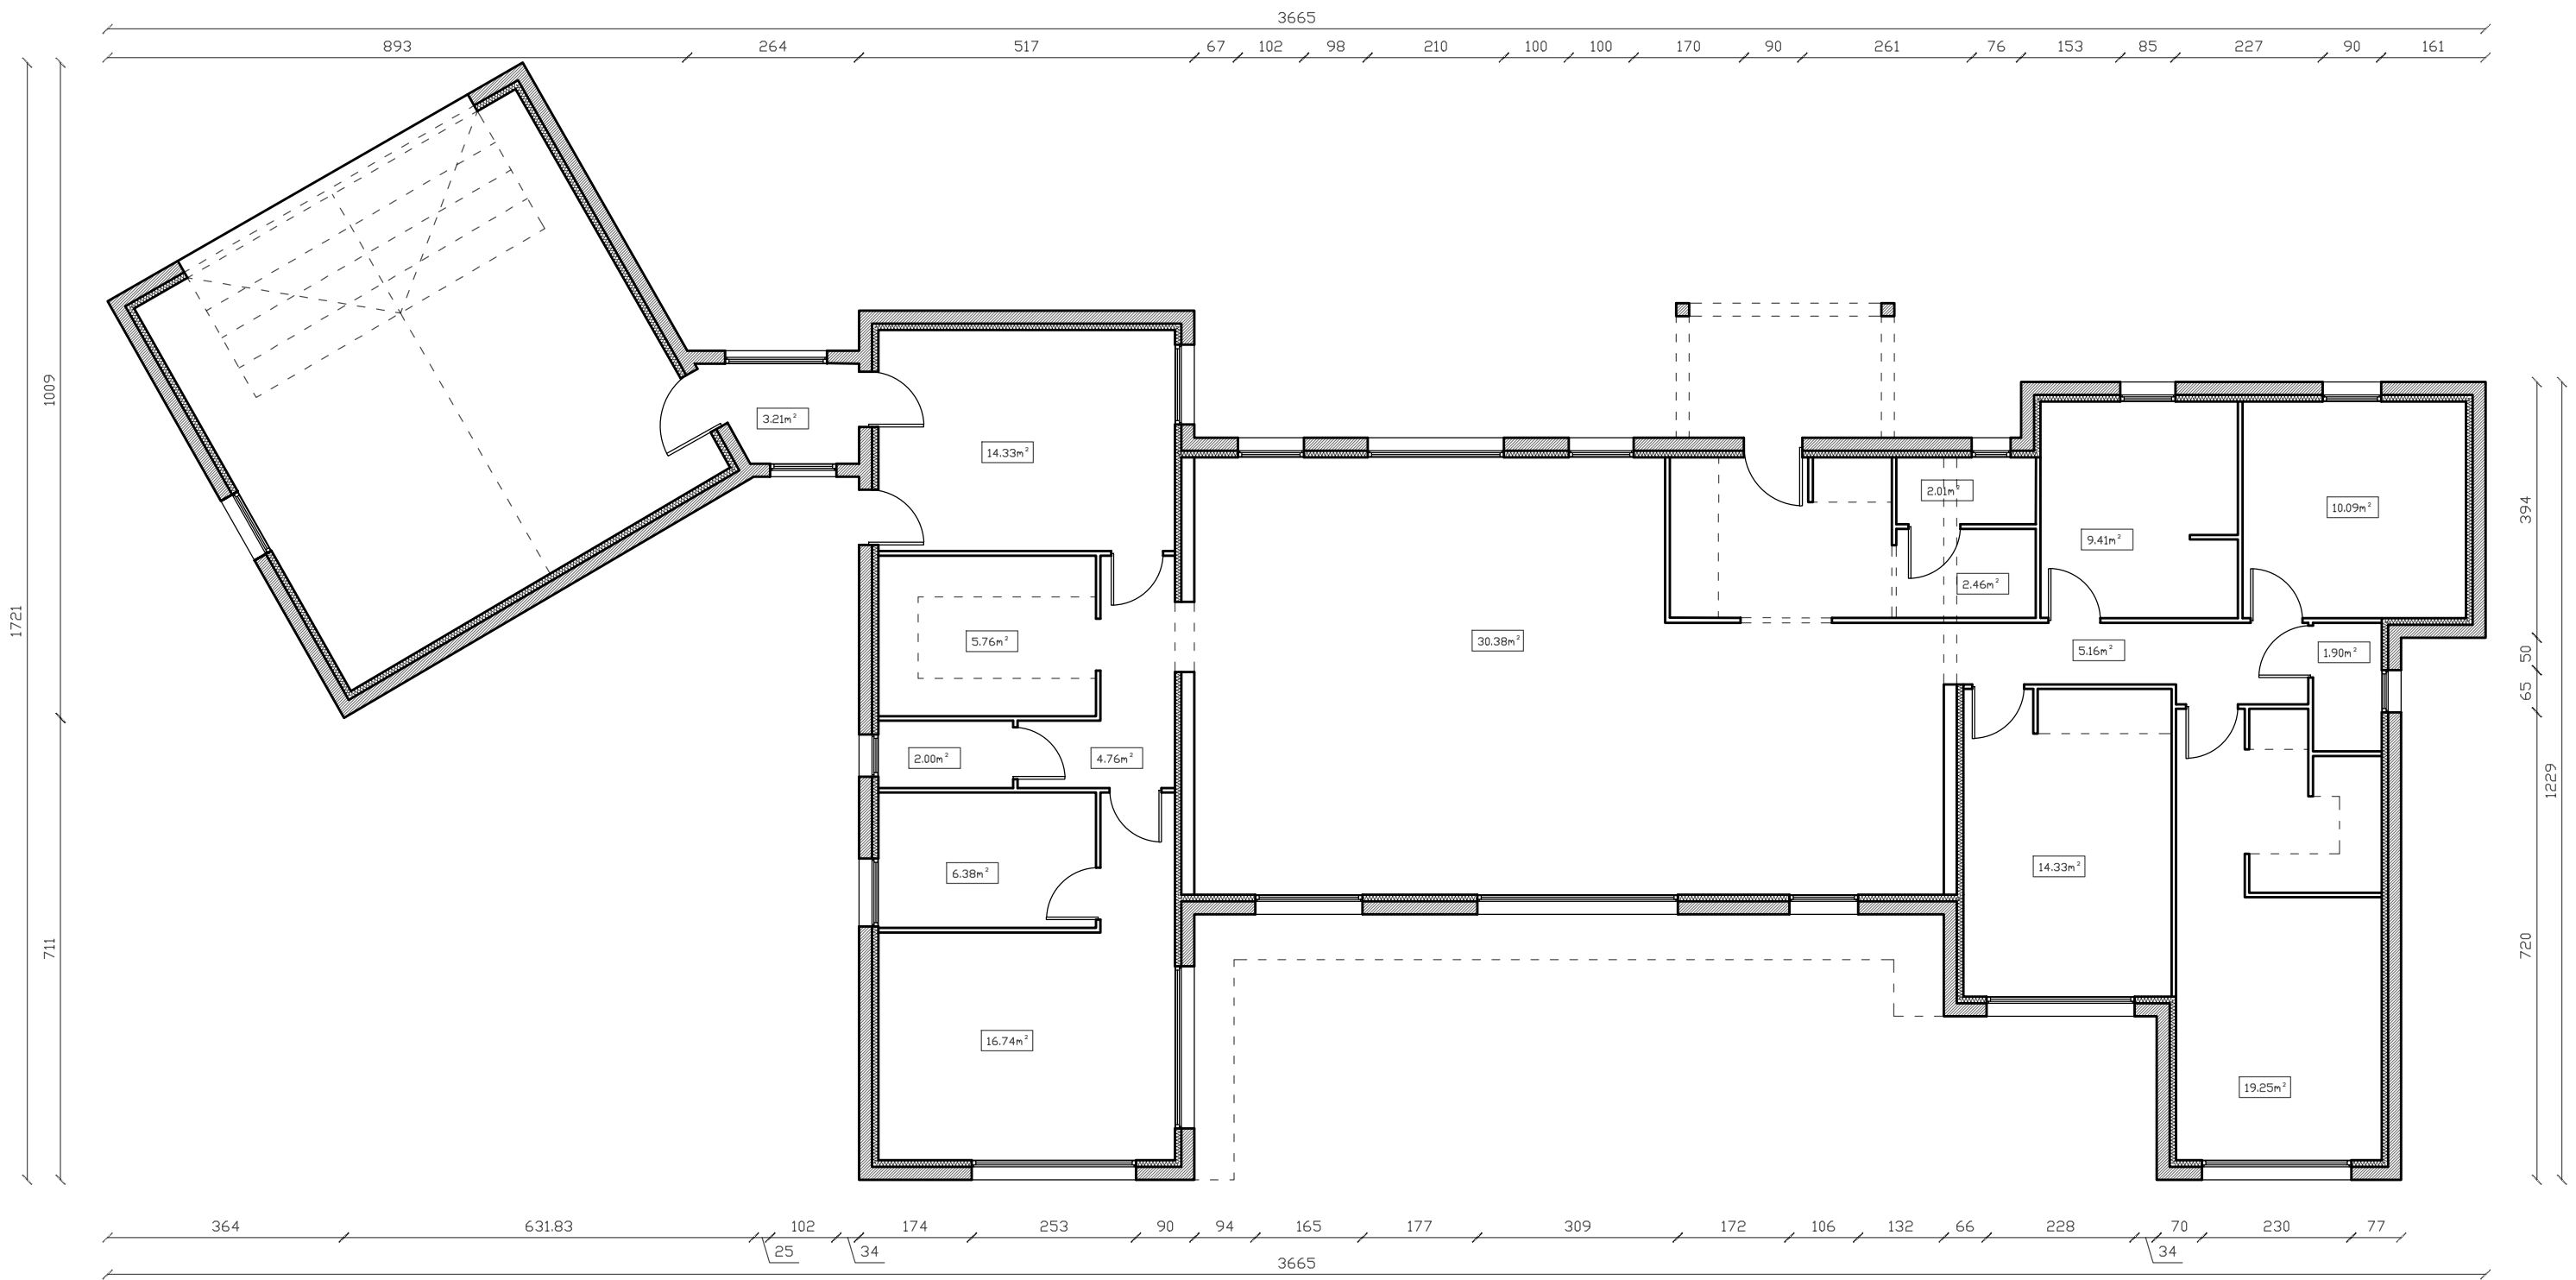 3665
893 264 517 67 102 98 210 100 100 170 90 261 76 153 85 227 90 161
1009
1721
711
3.21m²
14.33m²
2.01m²
10.09m²
9.41m²
394
2.46m²
5.76m²
30.38m²
5.16m²
1.90m²
50
65
2.00m²
4.76m²
1229
6.38m²
14.33m²
720
16.74m²
19.25m²
364 631.83 102 174 253 90 94 165 177 309 172 106 132 66 228 70 230 77
25 34 34
3665